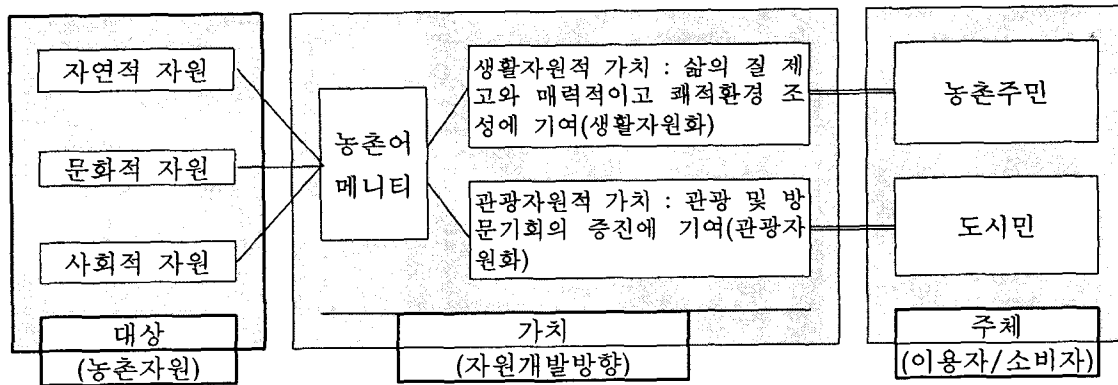 자연적 자원
문화적 자원
사회적 자원
대상
(농촌자원)
농촌어
메니티
생활자원적 가치 : 삶의 질 제
고와 매력적이고 쾌적환경 조
성에 기여(생활자원화)
관광자원적 가치 : 관광 및 방
문기회의 증진에 기여(관광자
원화)
가치
(자원개발방향)
농촌주민
도시민
주체
(이용자/소비자)